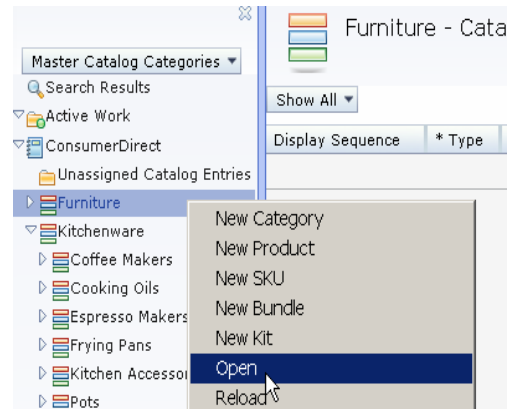 Furniture - Cata
Master Catalog Categories
Search Results
Show All
Active Work
Display Sequence
* Type
ConsumerDirect
Unassigned Catalog Entries
Furniture
Kitchenware
Coffee Makers
Cooking Oils
Espresso Makers
Frying Pans
Kitchen Accessor
Pots
New Category
New Product
New SKU
New Bundle
New Kit
Open
Reload